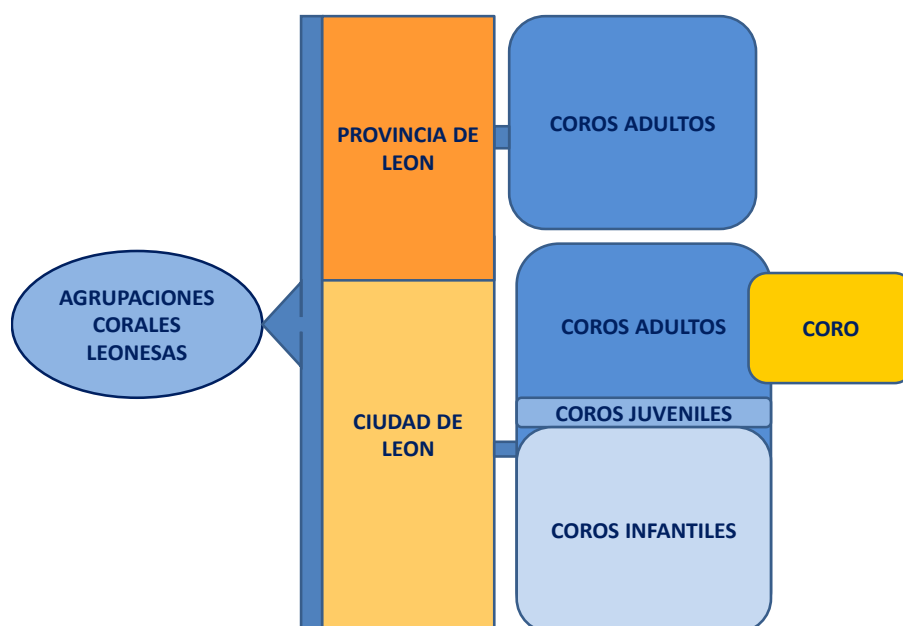 AGRUPACIONES
CORALES
LEONESAS
PROVINCIA DE
LEON
COROS ADULTOS
CIUDAD DE
LEON
COROS ADULTOS
CORO
COROS JUVENILES
COROS INFANTILES